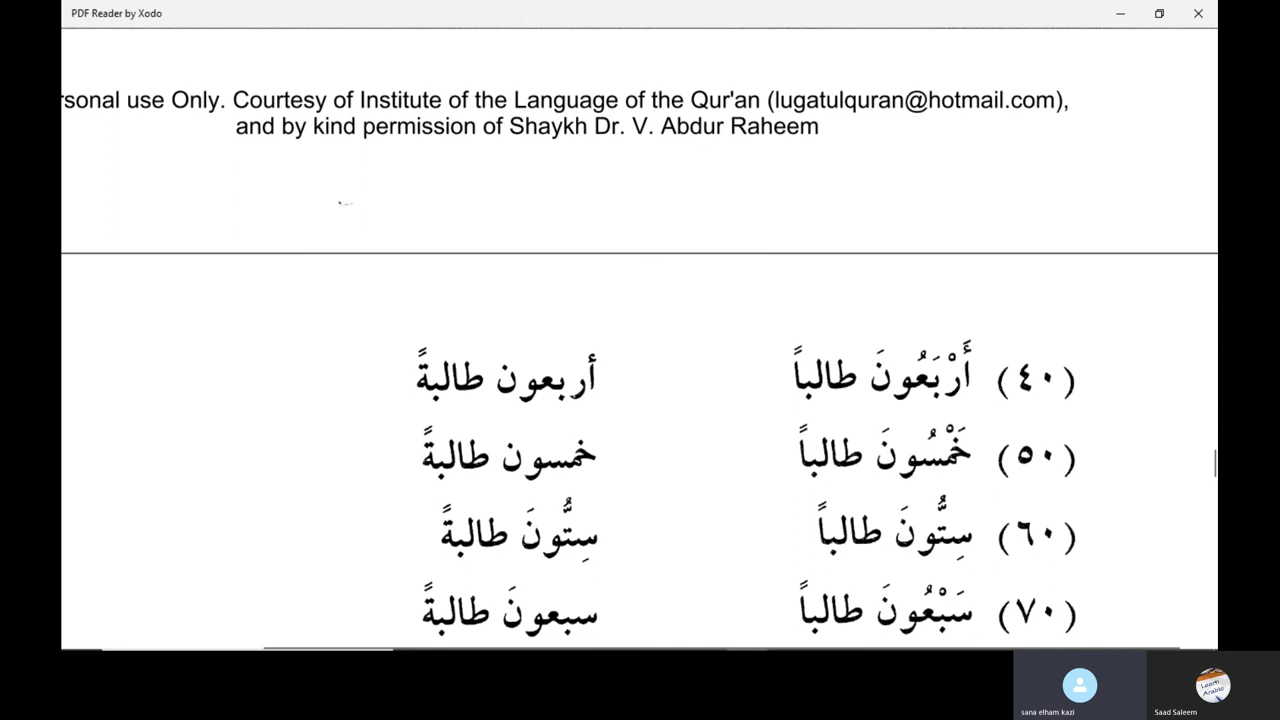 PDF Reader by Xodo
rsonal use Only. Courtesy of Institute of the Language of the Qur'an (lugatulquran@hotmail.com),
and by kind permission of Shaykh Dr. V. Abdur Raheem
(٤٠) أَرْبَعُونَ طالباً أربعون طالبةً
(٥٠) خَمْسُونَ طالباً خمسون طالبةً
(٦٠) سِتُّونَ طالباً سِتُّونَ طالبةً
(٧٠) سَبْعُونَ طالباً سبعونَ طالبةً
Learn Arabic
sana elham kazi
Saad Saleem